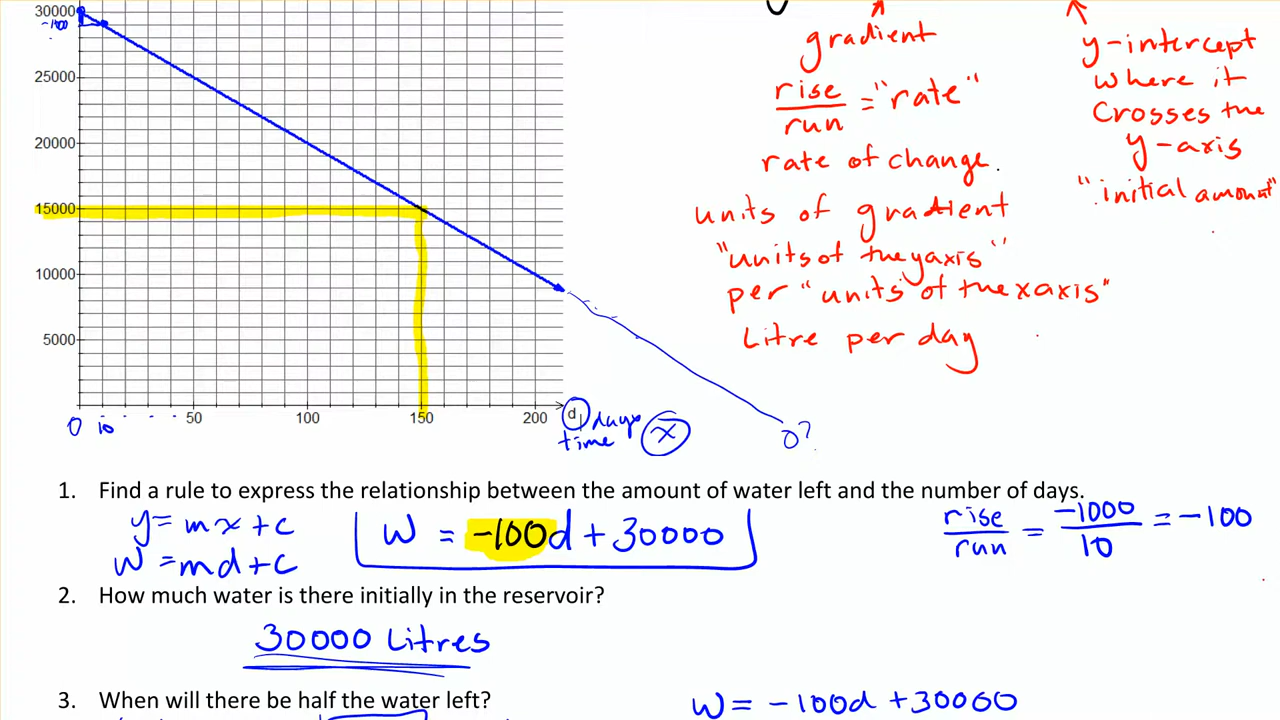 30000
-1000
25000
20000
15000
10000
5000
50 100 150 200 d
0 10
days
time x
0?
gradient
rise/run = "rate"
rate of change.
units of gradient
"units of the y axis"
per "units of the x axis"
Litre per day
y-intercept
where it
crosses the
y-axis
"initial amount"
1. Find a rule to express the relationship between the amount of water left and the number of days.
y = mx + c
W = md + c
W = -100d + 30000
rise/run = -1000/10 = -100
2. How much water is there initially in the reservoir?
30000 Litres
3. When will there be half the water left?
W = -100d + 30000